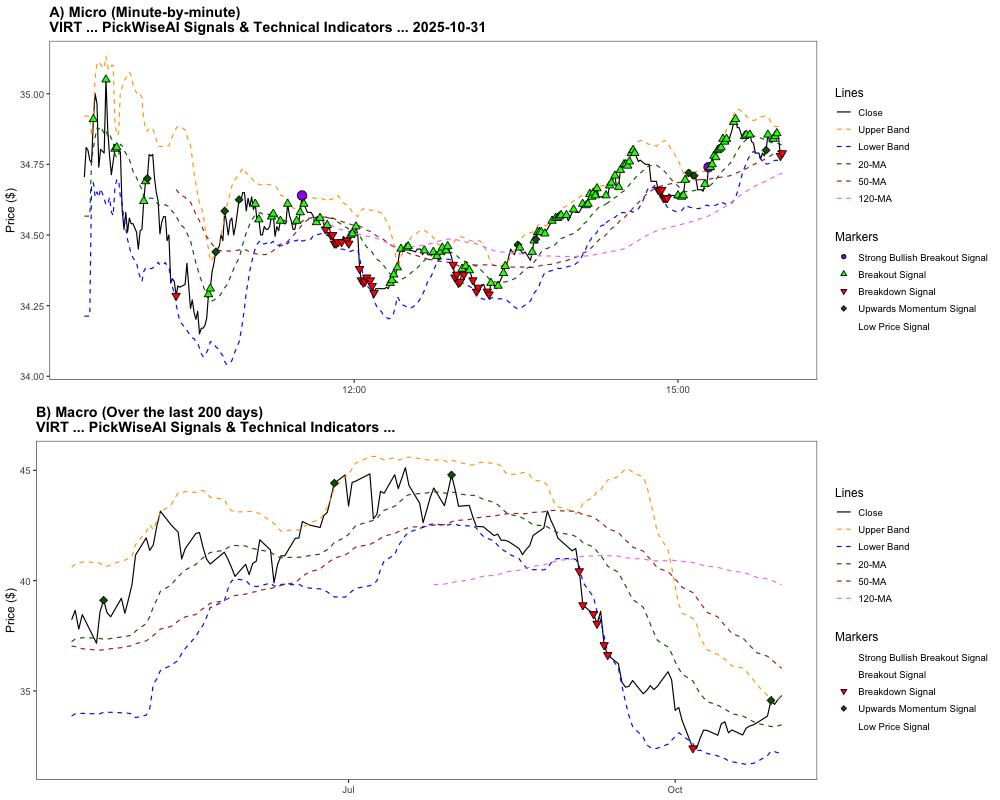 A) Micro (Minute-by-minute)
VIRT ... PickWiseAI Signals & Technical Indicators ... 2025-10-31
Price ($)
35.00
34.75
34.50
34.25
34.00
12:00
15:00
Lines
Close
Upper Band
Lower Band
20-MA
50-MA
120-MA
Markers
Strong Bullish Breakout Signal
Breakout Signal
Breakdown Signal
Upwards Momentum Signal
Low Price Signal
B) Macro (Over the last 200 days)
VIRT ... PickWiseAI Signals & Technical Indicators ...
Price ($)
45
40
35
Jul
Oct
Lines
Close
Upper Band
Lower Band
20-MA
50-MA
120-MA
Markers
Strong Bullish Breakout Signal
Breakout Signal
Breakdown Signal
Upwards Momentum Signal
Low Price Signal